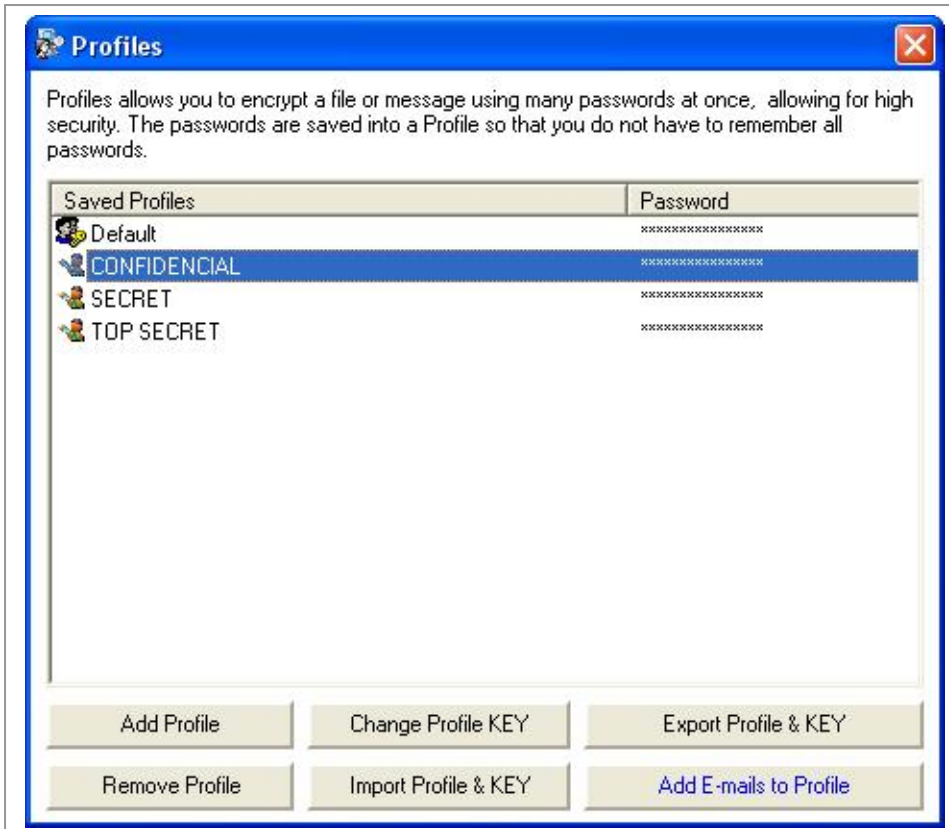 Profiles
Profiles allows you to encrypt a file or message using many passwords at once,  allowing for high
security. The passwords are saved into a Profile so that you do not have to remember all
passwords.
Saved Profiles Password
Default ****************
CONFIDENCIAL ****************
SECRET ****************
TOP SECRET ****************
Add Profile Change Profile KEY Export Profile & KEY
Remove Profile Import Profile & KEY Add E-mails to Profile